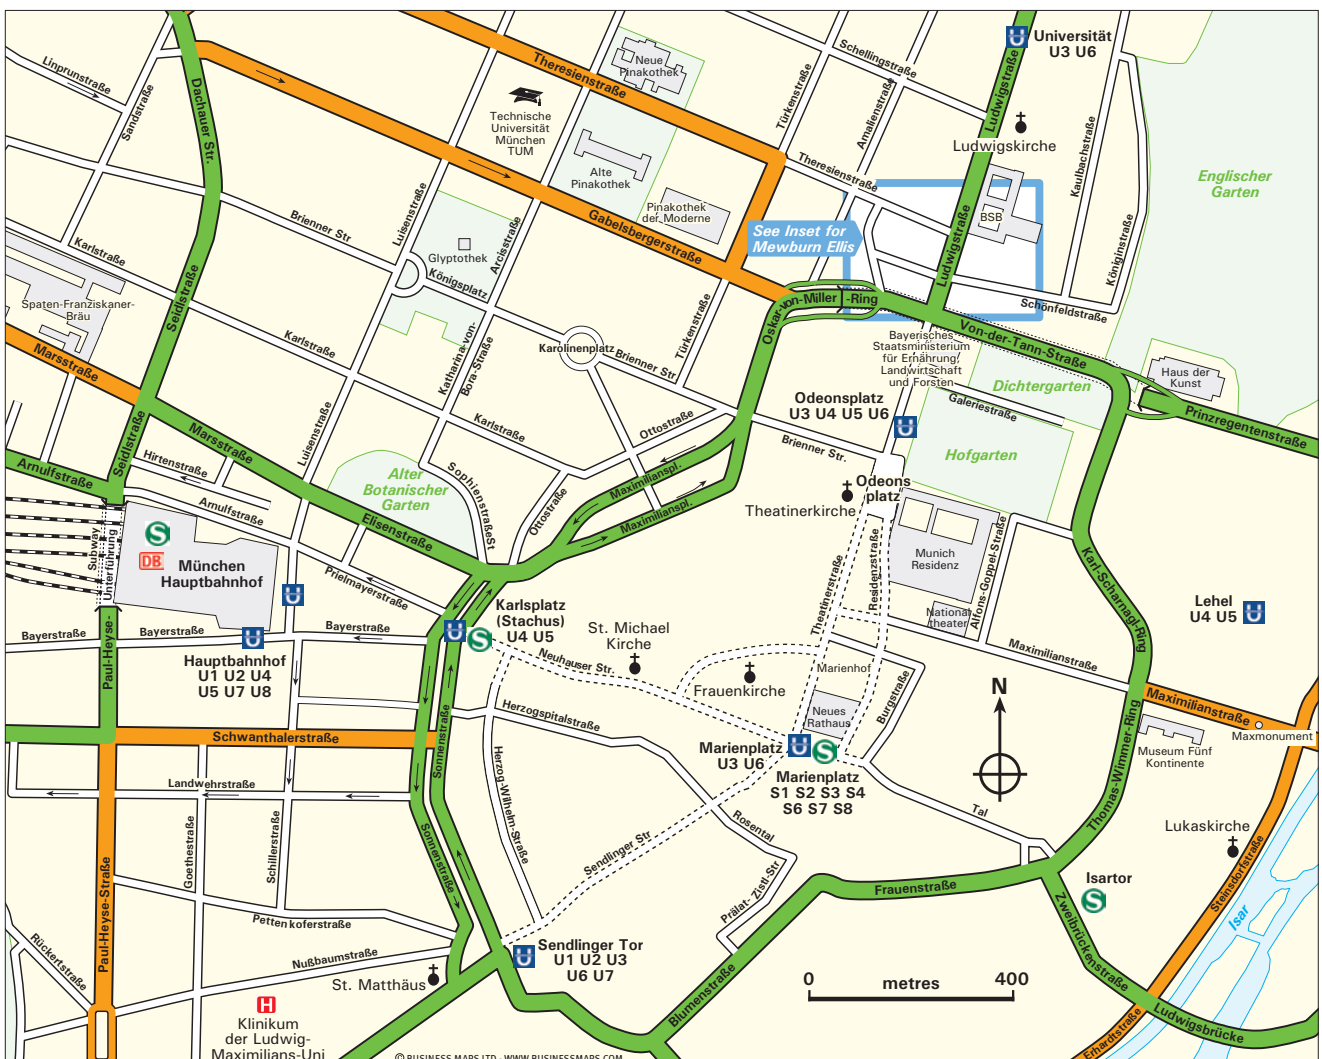 Universität
U3 U6
Schellingstraße
Linprunstraße
Theresienstraße
Neue
Pinakothek
Sandstraße
Dachauer Str.
Türkenstraße
Amalienstraße
Ludwigstraße
Technische
Universität
München
TUM
Ludwigskirche
Kaulbachstraße
Theresienstraße
Alte
Pinakothek
Englischer
Garten
Pinakothek
der Moderne
BSB
Brienner Str
Luisenstraße
Arcisstraße
Gabelsbergerstraße
See Inset for
Mewburn Ellis
Ludwigstraße
Königinstraße
Karlstraße
Glyptothek
Königsplatz
Spaten-Franziskaner-
Bräu
Seidlstraße
Oskar-von-Miller
-Ring
Schönfeldstraße
Marsstraße
Karlstraße
Katharina-von-
Bora-Straße
Karolinenplatz
Brienner Str
Türkenstraße
Bayerisches
Staatsministerium
für Ernährung,
Landwirtschaft
und Forsten
Von-der-Tann-Straße
Haus der
Kunst
Dichtergarten
Odeonsplatz
U3 U4 U5 U6
Galeriestraße
Prinzregentenstraße
Seidlstraße
Marsstraße
Luisenstraße
Karlstraße
Ottostraße
Brienner Str.
Hofgarten
Arnulfstraße
Hirtenstraße
Alter
Botanischer
Garten
Sophienstraße
St
Ottostraße
Maximilianspl.
Maximilianspl.
Odeons
platz
Theatinerkirche
Arnulfstraße
Elisenstraße
Subway
Unterführung
DB
München
Hauptbahnhof
Prielmayerstraße
Munich
Residenz
Theatinerstraße
Residenzstraße
Alfons-Goppel-Straße
National-
theater
Karl-Scharnagl-Ring
Lehel
U4 U5
Karlsplatz
(Stachus)
U4 U5
St. Michael
Kirche
Bayerstraße
Bayerstraße
Bayerstraße
Hauptbahnhof
U1 U2 U4
U5 U7 U8
Neuhauser Str.
Frauenkirche
Marienhof
Maximilianstraße
Paul-Heyse-
Herzogspitalstraße
Neues
Rathaus
Burgstraße
N
Maximilianstraße
Maxmonument
Museum Fünf
Kontinente
Schwanthalerstraße
Sonnenstraße
Marienplatz
U3 U6
Marienplatz
S1 S2 S3 S4
S6 S7 S8
Thomas-Wimmer-Ring
Landwehrstraße
Herzog-Wilhelm-Straße
Tal
Rosental
Lukaskirche
Goethestraße
Schillerstraße
Sonnenstraße
Sendlinger Str
Prälat- Zistl-Str
Frauenstraße
Isartor
Steinsdorfstraße
Paul-Heyse-Straße
Pettenkoferstraße
Zweibrückenstraße
Isar
Rückertstraße
Nußbaumstraße
St. Matthäus
Sendlinger Tor
U1 U2 U3
U6 U7
Blumenstraße
0 metres 400
Ludwigsbrücke
Erhardtstraße
H
Klinikum
der Ludwig-
Maximilians-Uni
© BUSINESS MAPS LTD - WWW.BUSINESSMAPS.COM